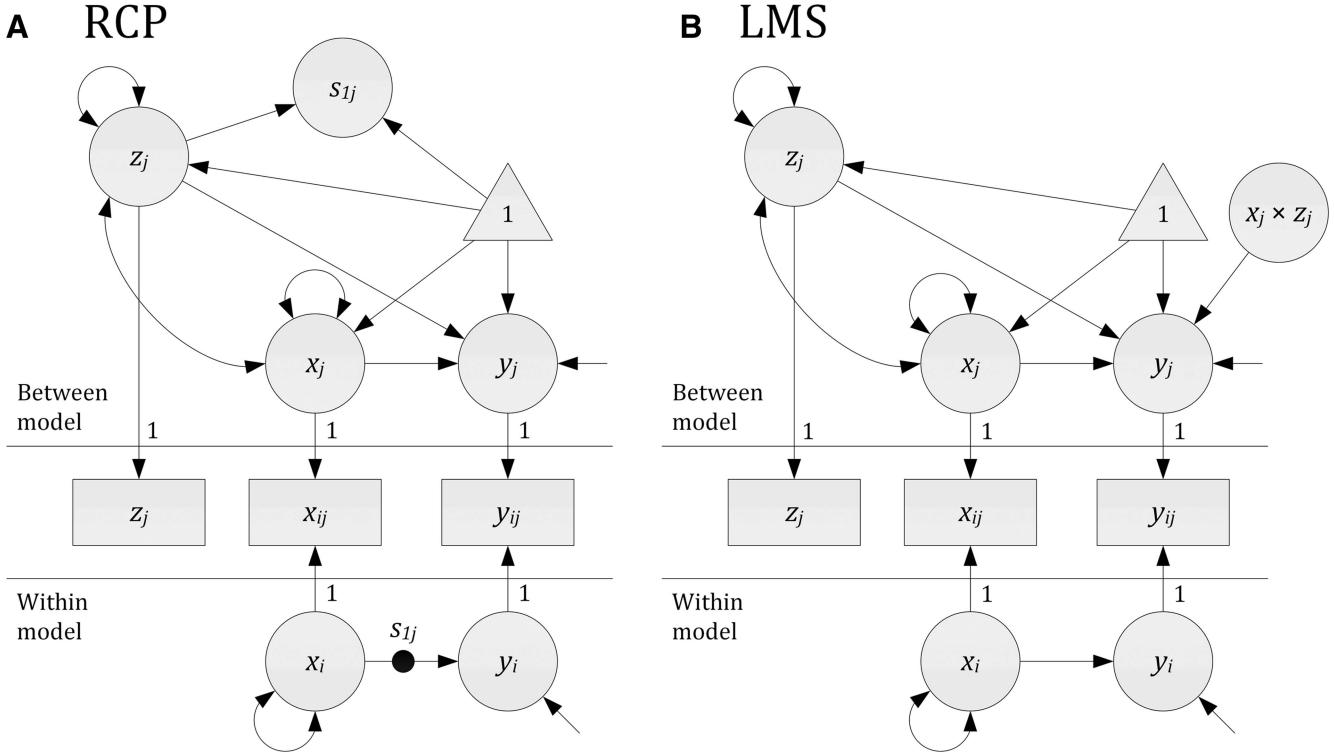 A RCP
s1j
zj
1
xj
yj
Between
model
1
1
1
zj
xij
yij
Within
model
1
1
s1j
xi
yi
B LMS
zj
1
xj × zj
xj
yj
Between
model
1
1
1
zj
xij
yij
Within
model
1
1
xi
yi